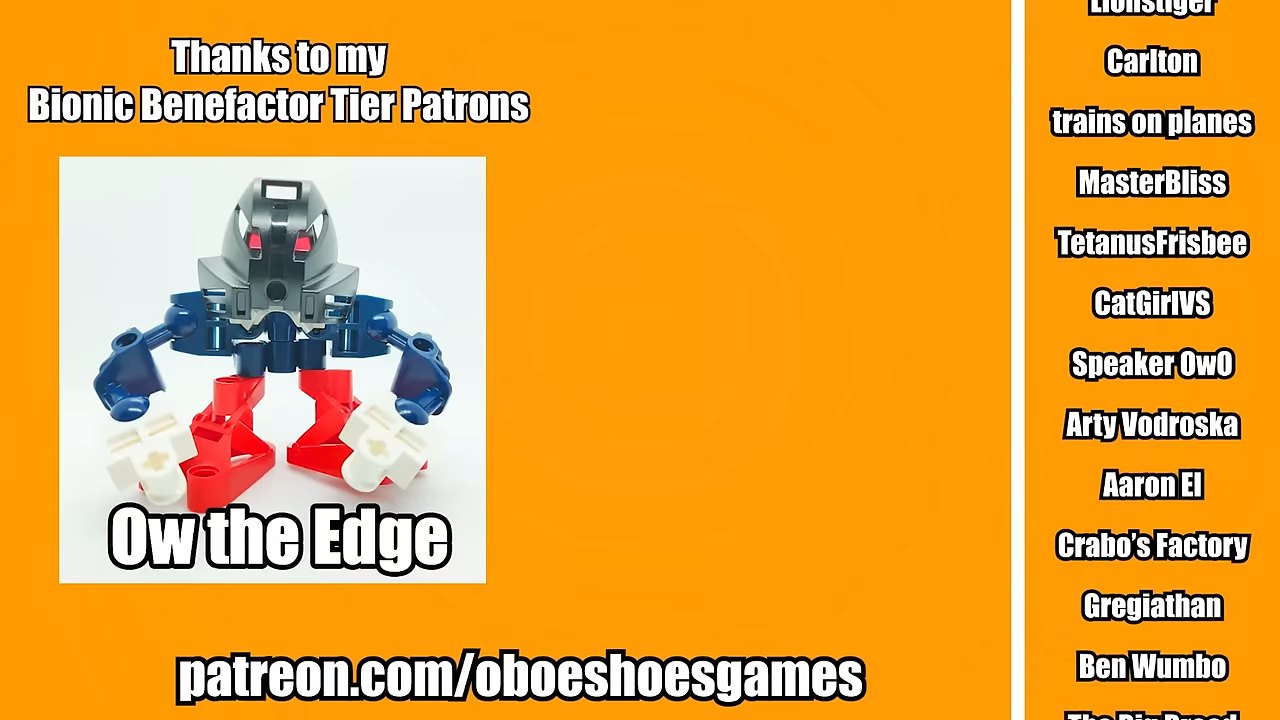 Thanks to my
Bionic Benefactor Tier Patrons
Ow the Edge
patreon.com/oboeshoesgames
Lionstiger
Carlton
trains on planes
MasterBliss
TetanusFrisbee
CatGirlVS
Speaker OwO
Arty Vodroska
Aaron El
Crabo's Factory
Gregiathan
Ben Wumbo